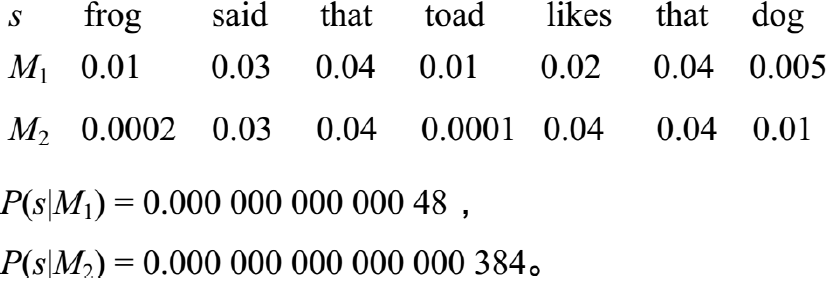 s frog said that toad likes that dog
M₁ 0.01 0.03 0.04 0.01 0.02 0.04 0.005
M₂ 0.0002 0.03 0.04 0.0001 0.04 0.04 0.01
P(s|M₁) = 0.000 000 000 000 48 ，
P(s|M₂) = 0.000 000 000 000 000 384。